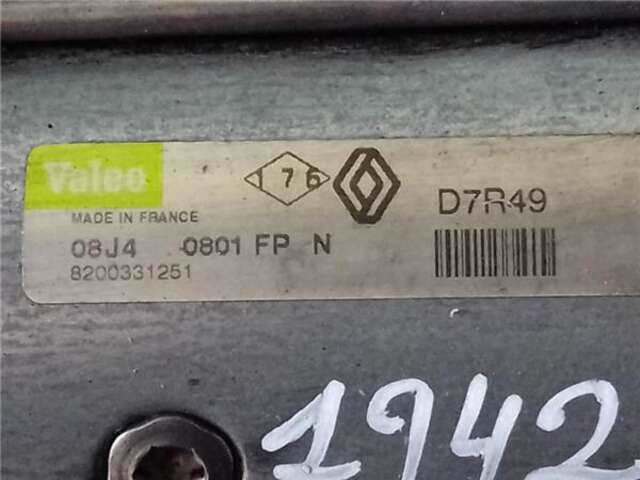 Valeo
176
D7R49
MADE IN FRANCE
08J4 0801 FP N
8200331251
1942